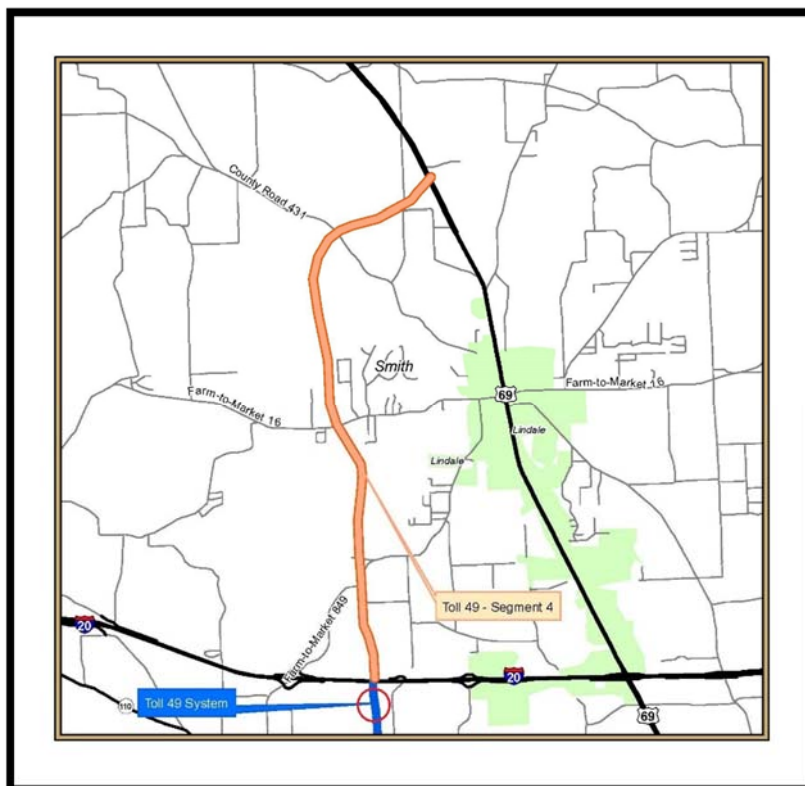 County Road 431
Smith
Farm-to-Market 16
69
Farm-to-Market 16
Lindale
Lindale
Toll 49 - Segment 4
20
Farm-to-Market 849
20
110
Toll 49 System
69